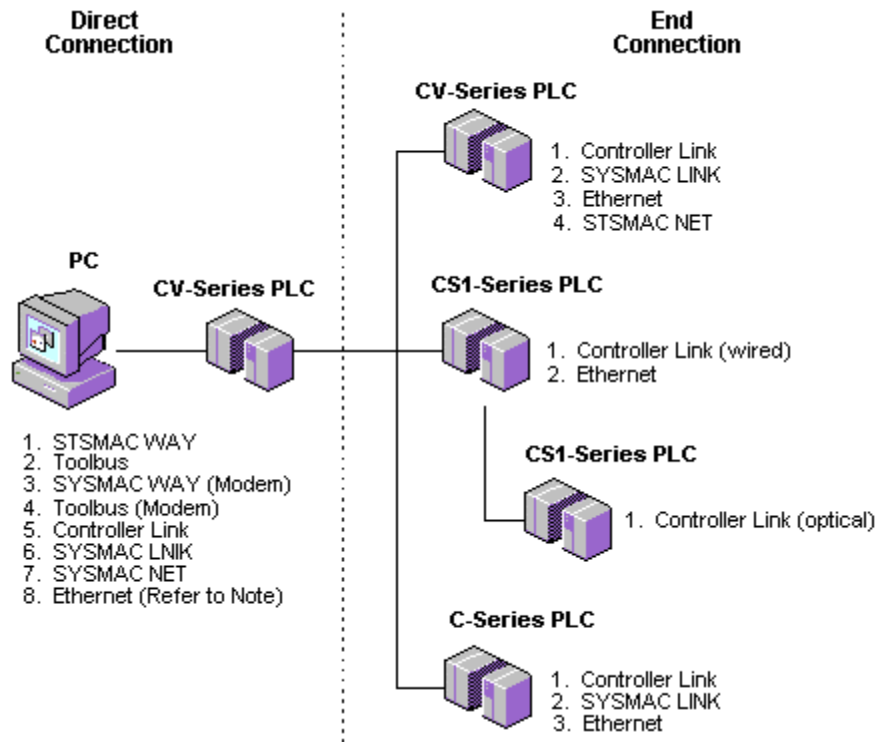 Direct
Connection
End
Connection
CV-Series PLC
1. Controller Link
2. SYSMAC LINK
3. Ethernet
4. STSMAC NET
PC
CV-Series PLC
CS1-Series PLC
1. Controller Link (wired)
2. Ethernet
1. STSMAC WAY
2. Toolbus
3. SYSMAC WAY (Modem)
4. Toolbus (Modem)
5. Controller Link
6. SYSMAC LNIK
7. SYSMAC NET
8. Ethernet (Refer to Note)
CS1-Series PLC
1. Controller Link (optical)
C-Series PLC
1. Controller Link
2. SYSMAC LINK
3. Ethernet